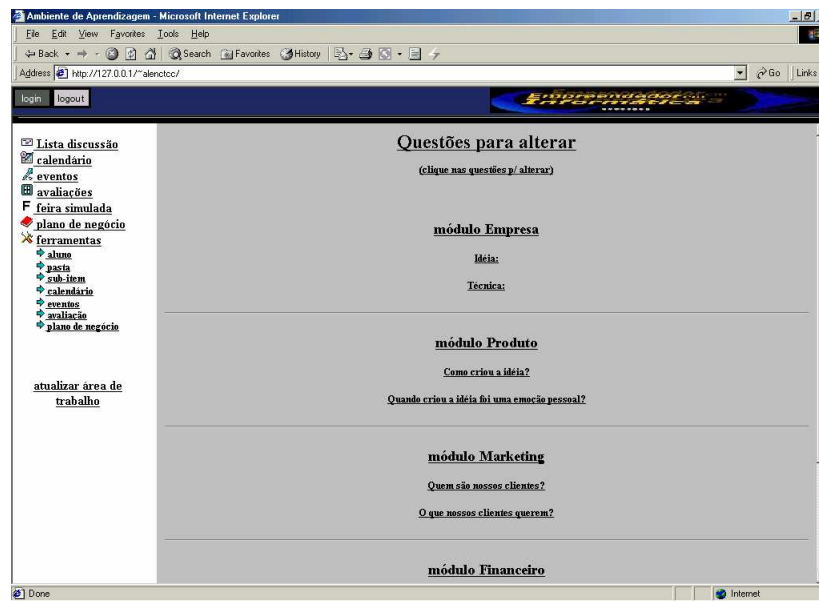 Ambiente de Aprendizagem - Microsoft Internet Explorer
File Edit View Favorites Tools Help
Back Search Favorites History
Address http://127.0.0.1/~alenctcc/ Go Links
login logout
Empreendedor em
Informática
Lista discussão
calendário
eventos
avaliações
F feira simulada
plano de negócio
ferramentas
aluno
pasta
sub-item
calendário
eventos
avaliação
plano de negócio
atualizar área de
trabalho
Questões para alterar
(clique nas questões p/ alterar)
módulo Empresa
Idéia:
Técnica:
módulo Produto
Como criou a idéia?
Quando criou a idéia foi uma emoção pessoal?
módulo Marketing
Quem são nossos clientes?
O que nossos clientes querem?
módulo Financeiro
Done Internet